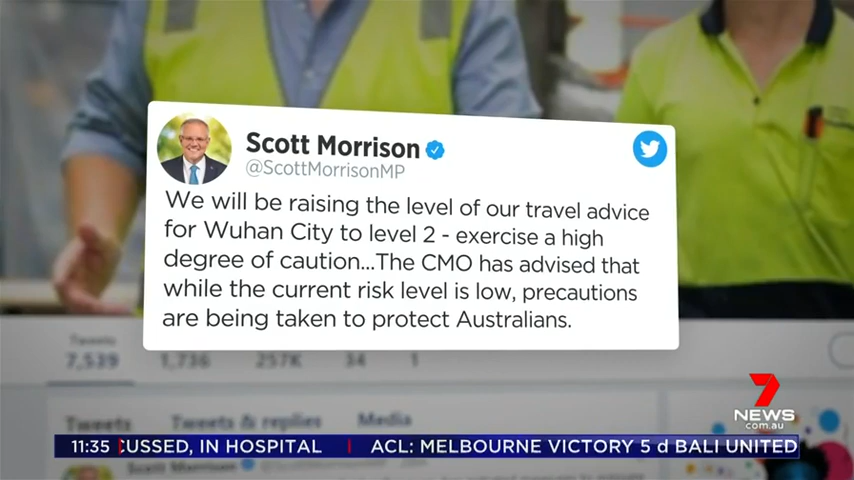 Scott Morrison
@ScottMorrisonMP
We will be raising the level of our travel advice
for Wuhan City to level 2 - exercise a high
degree of caution...The CMO has advised that
while the current risk level is low, precautions
are being taken to protect Australians.
Tweets
7,539 1,736 257K 34 1
Tweets Tweets & replies Media
Scott Morrison
7
NEWS
com.au
11:35 CUSSED, IN HOSPITAL | ACL: MELBOURNE VICTORY 5 d BALI UNITED